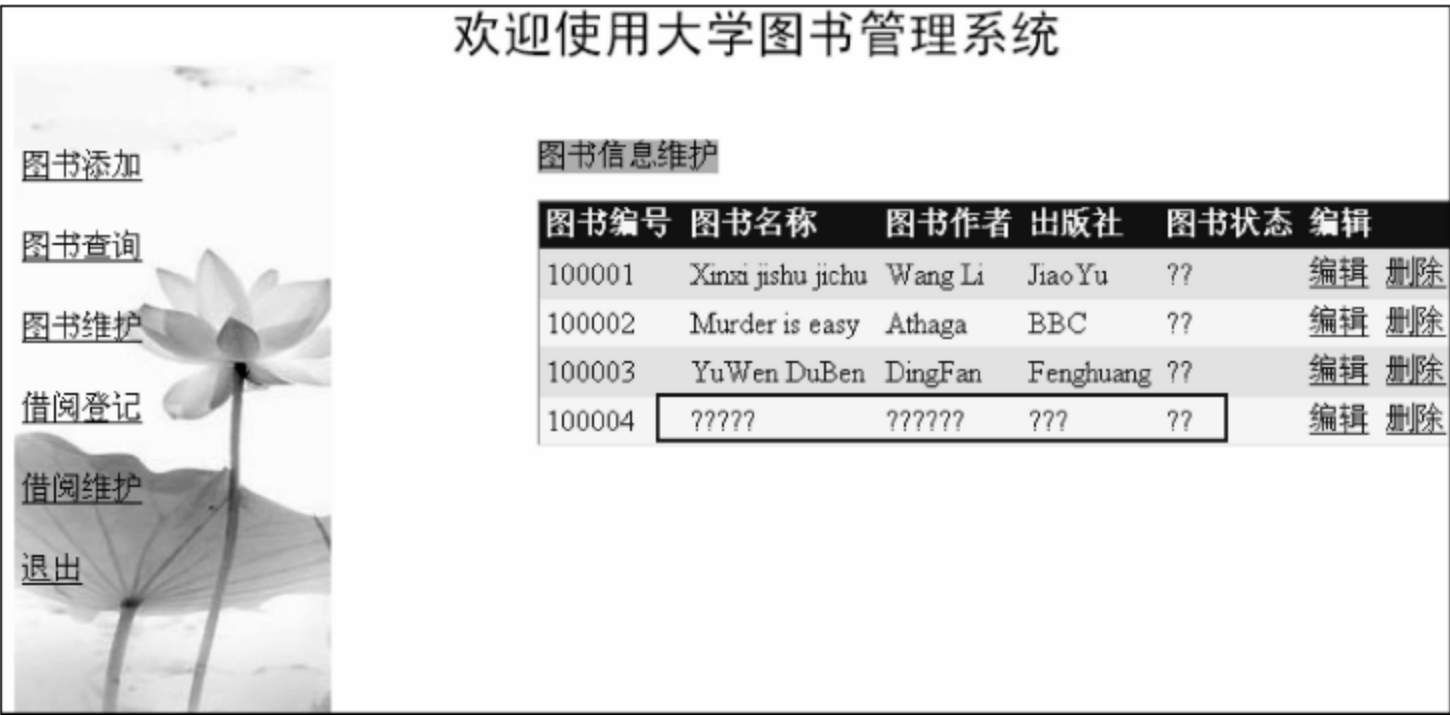 欢迎使用大学图书管理系统
图书添加
图书查询
图书维护
借阅登记
借阅维护
退出
图书信息维护
图书编号 图书名称 图书作者 出版社 图书状态 编辑
100001 Xinxi jishu jichu Wang Li JiaoYu ?? 编辑 删除
100002 Murder is easy Athaga BBC ?? 编辑 删除
100003 YuWen DuBen DingFan Fenghuang ?? 编辑 删除
100004 ????? ?????? ??? ?? 编辑 删除